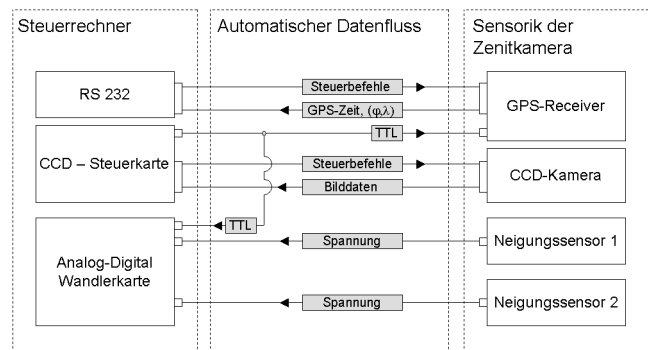 Steuerrechner
Automatischer Datenfluss
Sensorik der
Zenitkamera
RS 232
Steuerbefehle
GPS-Zeit, (φ,λ)
GPS-Receiver
TTL
CCD – Steuerkarte
Steuerbefehle
Bilddaten
CCD-Kamera
TTL
Analog-Digital
Wandlerkarte
Spannung
Neigungssensor 1
Spannung
Neigungssensor 2